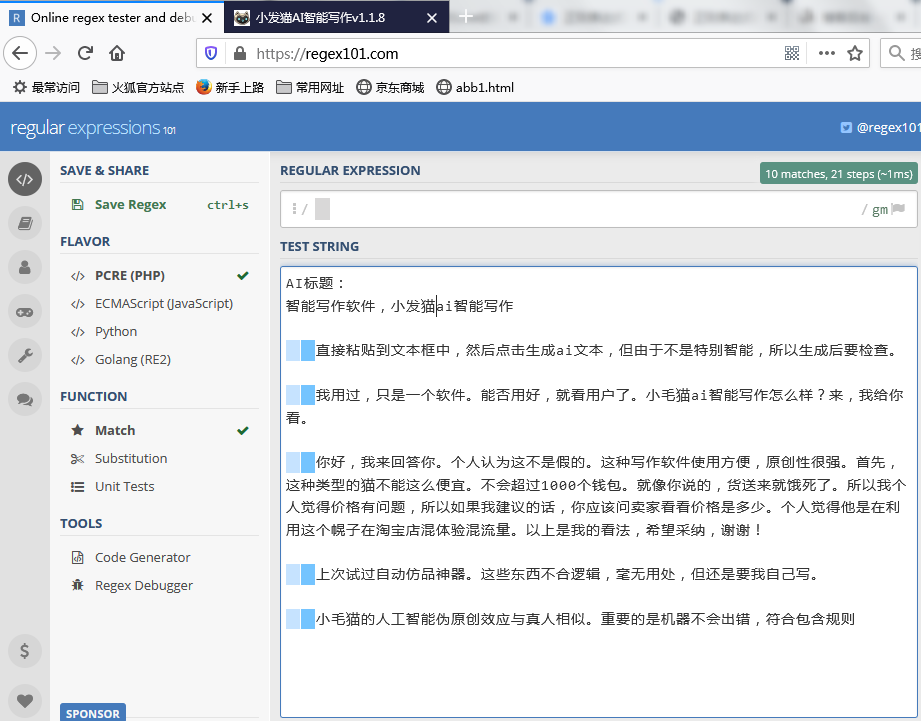 Online regex tester and debu
小发猫AI智能写作v1.1.8
https://regex101.com
最常访问 火狐官方站点 新手上路 常用网址 京东商城 abb1.html
regular expressions 101
@regex101
SAVE & SHARE
Save Regex ctrl+s
FLAVOR
PCRE (PHP)
ECMAScript (JavaScript)
Python
Golang (RE2)
FUNCTION
Match
Substitution
Unit Tests
TOOLS
Code Generator
Regex Debugger
SPONSOR
REGULAR EXPRESSION
10 matches, 21 steps (~1ms)
/ / gm
TEST STRING
AI标题：
智能写作软件，小发猫ai智能写作
直接粘贴到文本框中，然后点击生成ai文本，但由于不是特别智能，所以生成后要检查。
我用过，只是一个软件。能否用好，就看用户了。小毛猫ai智能写作怎么样？来，我给你
看。
你好，我来回答你。个人认为这不是假的。这种写作软件使用方便，原创性很强。首先，
这种类型的猫不能这么便宜。不会超过1000个钱包。就像你说的，货送来就饿死了。所以我个
人觉得价格有问题，所以如果我建议的话，你应该问卖家看看价格是多少。个人觉得他是在利
用这个幌子在淘宝店混体验混流量。以上是我的看法，希望采纳，谢谢！
上次试过自动仿品神器。这些东西不合逻辑，毫无用处，但还是要我自己写。
小毛猫的人工智能伪原创效应与真人相似。重要的是机器不会出错，符合包含规则